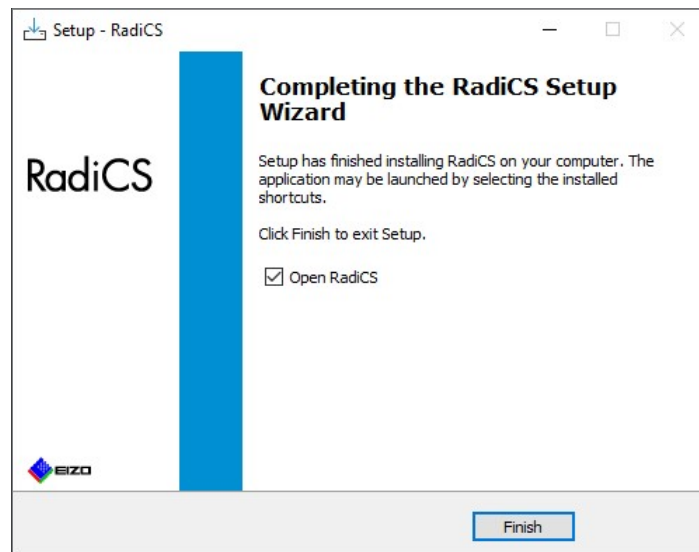 Setup - RadiCS
Completing the RadiCS Setup
Wizard
RadiCS
Setup has finished installing RadiCS on your computer. The
application may be launched by selecting the installed
shortcuts.
Click Finish to exit Setup.
Open RadiCS
EIZO
Finish